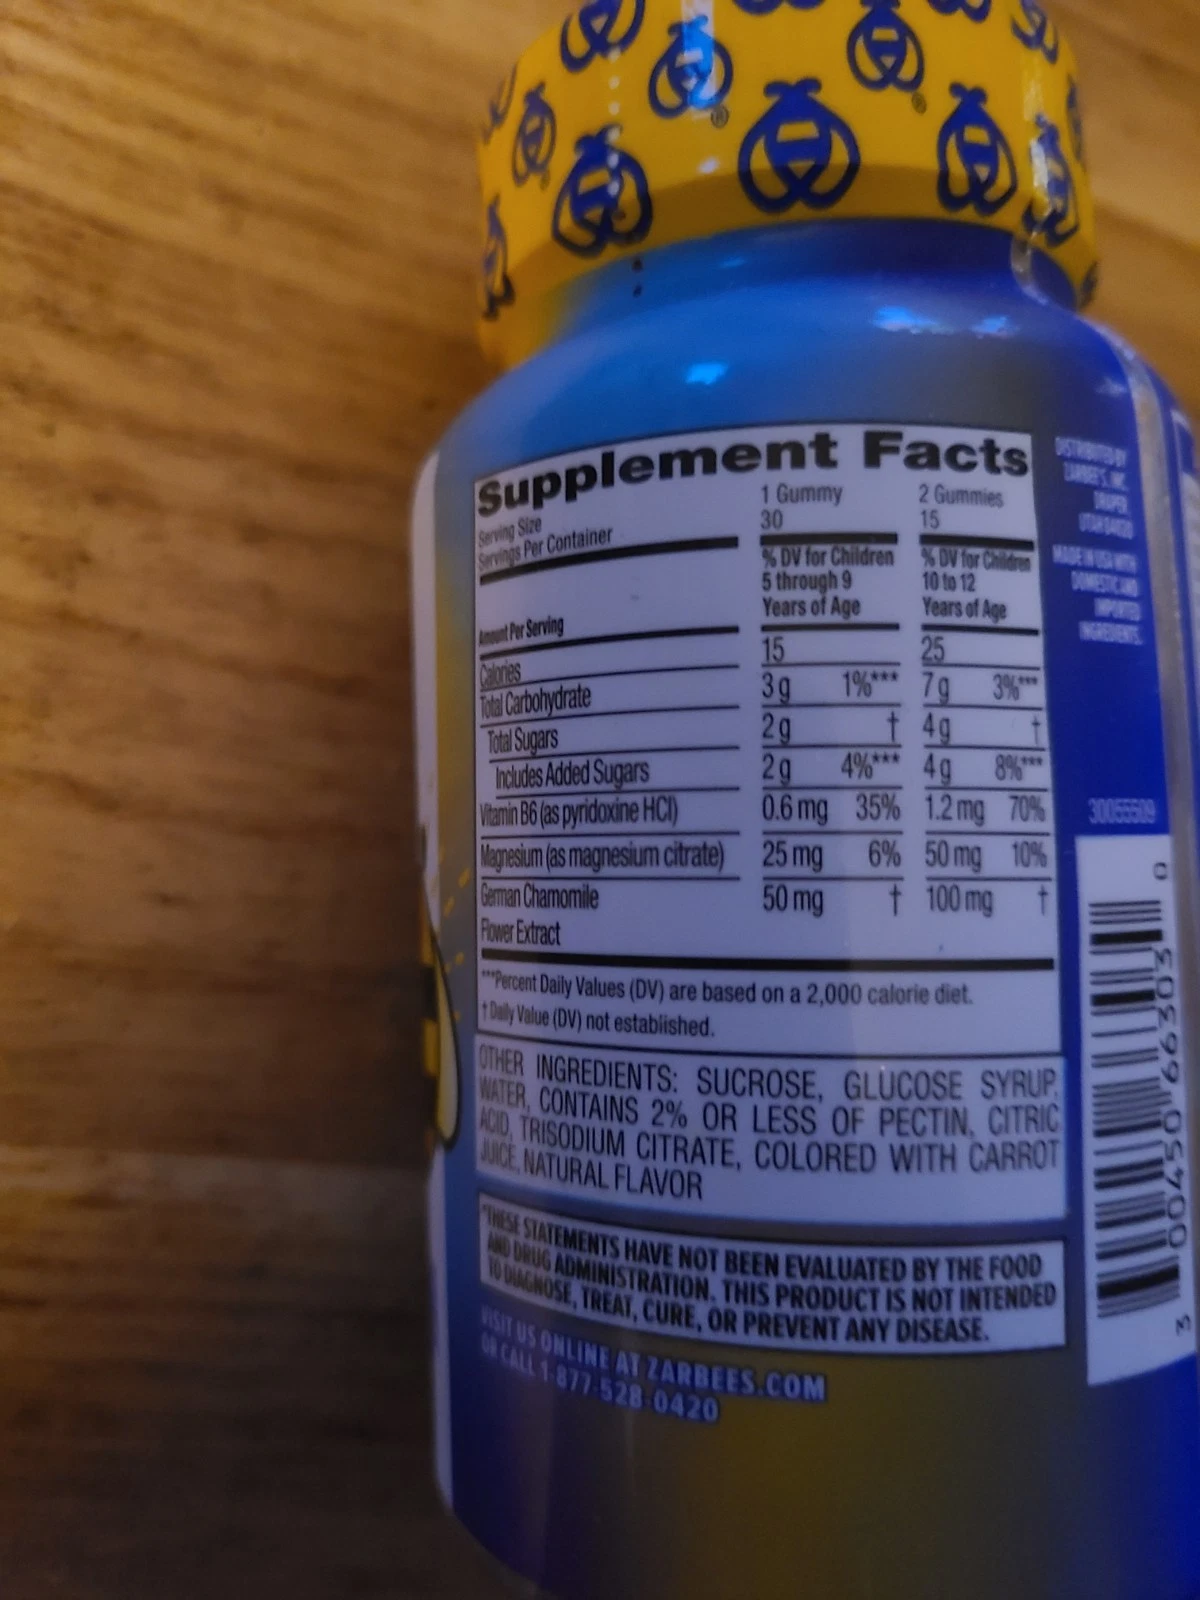 Supplement Facts
Serving Size 1 Gummy 2 Gummies
Servings Per Container 30 15
Amount Per Serving
% DV for Children 5 through 9 Years of Age
% DV for Children 10 to 12 Years of Age
Calories 15 25
Total Carbohydrate 3 g 1%*** 7 g 3%***
Total Sugars 2 g † 4 g †
Includes Added Sugars 2 g 4%*** 4 g 8%***
Vitamin B6 (as pyridoxine HCl) 0.6 mg 35% 1.2 mg 70%
Magnesium (as magnesium citrate) 25 mg 6% 50 mg 10%
German Chamomile 50 mg † 100 mg †
Flower Extract
***Percent Daily Values (DV) are based on a 2,000 calorie diet.
† Daily Value (DV) not established.
OTHER INGREDIENTS: SUCROSE, GLUCOSE SYRUP,
WATER, CONTAINS 2% OR LESS OF PECTIN, CITRIC
ACID, TRISODIUM CITRATE, COLORED WITH CARROT
JUICE, NATURAL FLAVOR
*THESE STATEMENTS HAVE NOT BEEN EVALUATED BY THE FOOD
AND DRUG ADMINISTRATION. THIS PRODUCT IS NOT INTENDED
TO DIAGNOSE, TREAT, CURE, OR PREVENT ANY DISEASE.
VISIT US ONLINE AT ZARBEES.COM
OR CALL 1-877-528-0420
DISTRIBUTED BY
ZARBEE'S, INC.
DRAPER
UTAH 84020
MADE IN USA WITH
DOMESTIC AND
IMPORTED
INGREDIENTS.
30055509
3 00450 66303 0